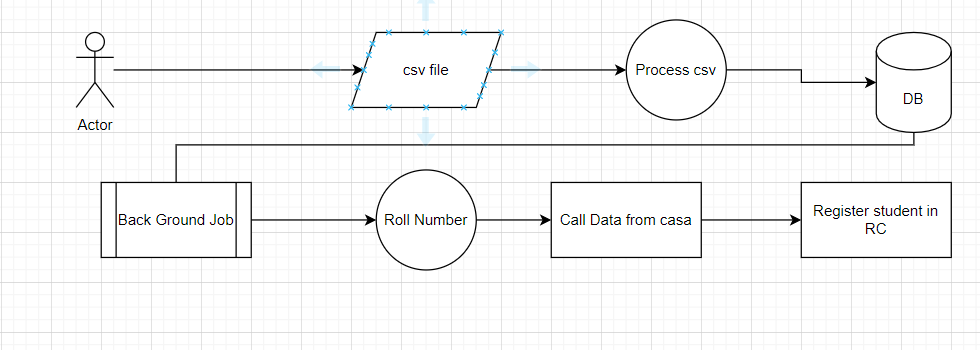 csv file
Process csv
DB
Actor
Back Ground Job
Roll Number
Call Data from casa
Register student in
RC